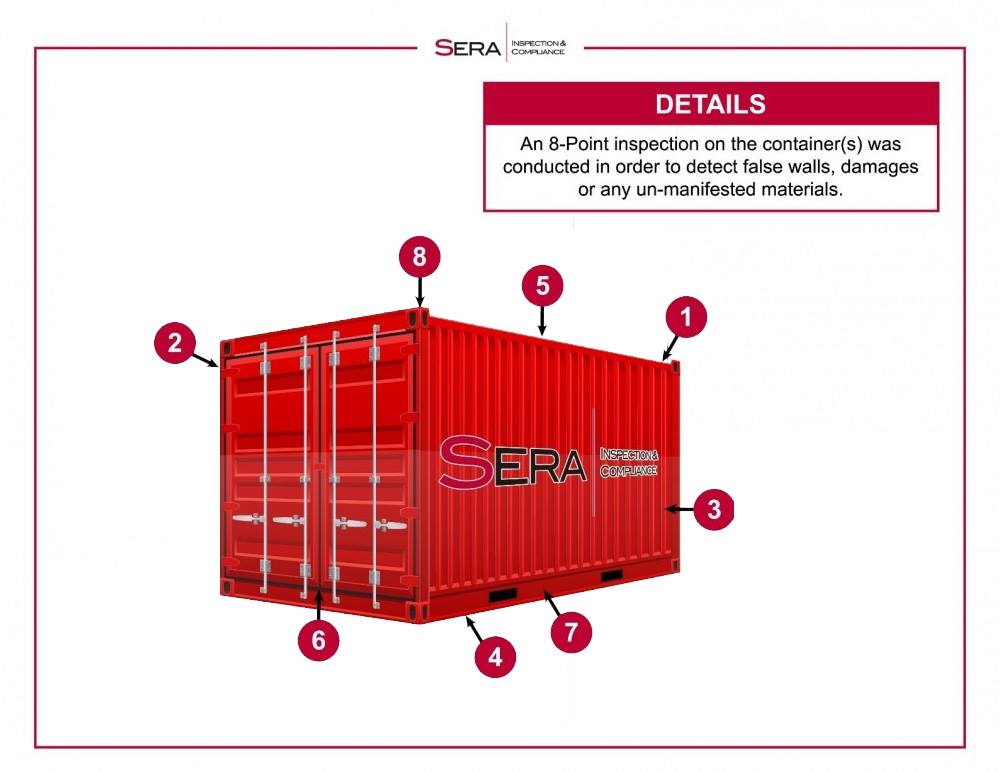 SERA
INSPECTION &
COMPLIANCE
DETAILS
An 8-Point inspection on the container(s) was
conducted in order to detect false walls, damages
or any un-manifested materials.
8
5
1
2
SERA
INSPECTION &
COMPLIANCE
3
6
7
4